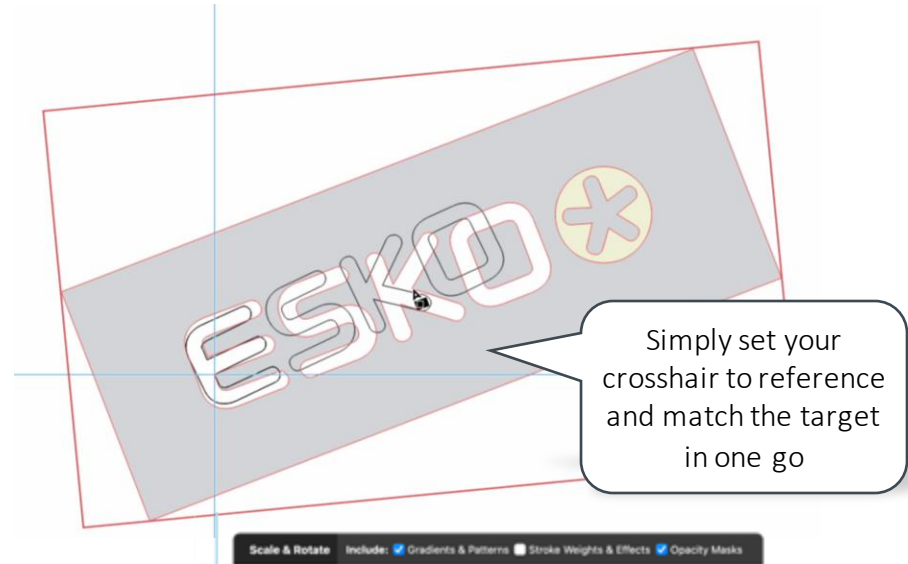 ESKO
Simply set your
crosshair to reference
and match the target
in one go
Scale & Rotate Include: Gradients & Patterns Stroke Weights & Effects Opacity Masks